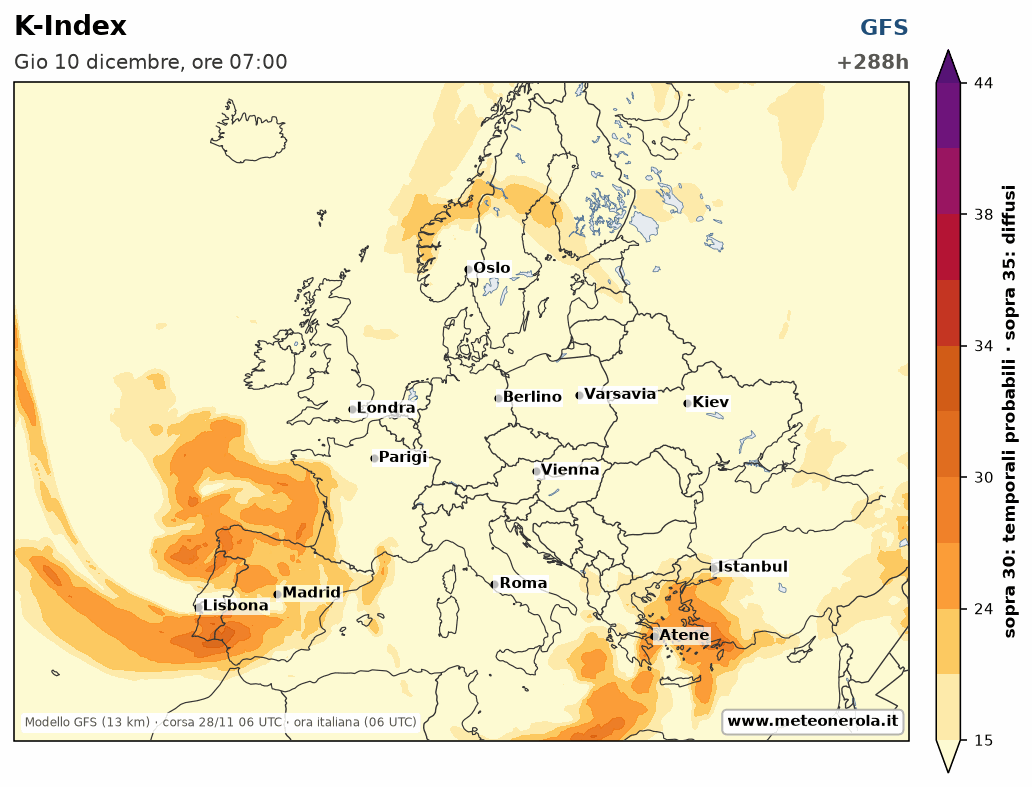 K-Index
GFS
Gio 10 dicembre, ore 07:00
+288h
44
38
34
30
24
15
sopra 30: temporali probabili · sopra 35: diffusi
Oslo
Berlino
Varsavia
Kiev
Londra
Parigi
Vienna
Istanbul
Roma
Madrid
Lisbona
Atene
Modello GFS (13 km) · corsa 28/11 06 UTC · ora italiana (06 UTC)
www.meteonerola.it